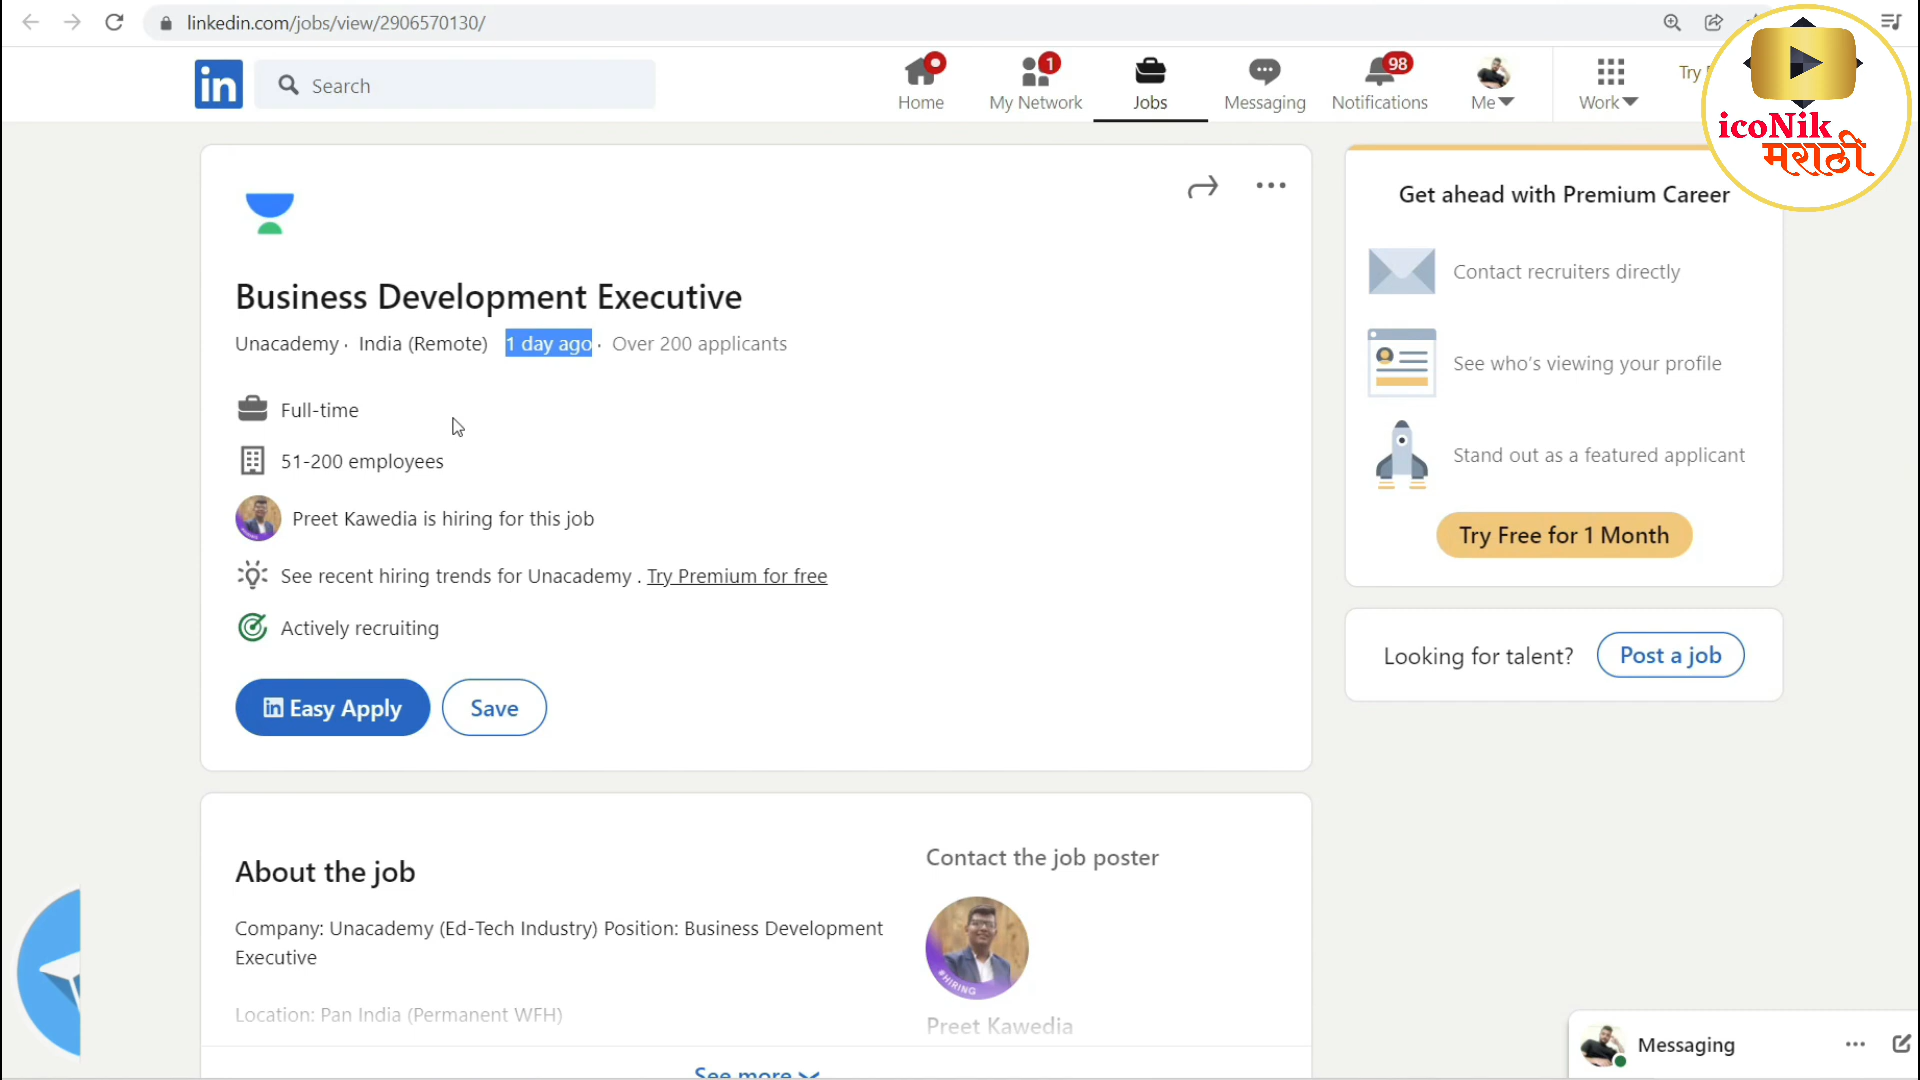 linkedin.com/jobs/view/2906570130/
in
Search
Home
1
My Network
Jobs
Messaging
98
Notifications
Me
Work
Try
icoNik
मराठी
Business Development Executive
Unacademy · India (Remote) 1 day ago · Over 200 applicants
Full-time
51-200 employees
Preet Kawedia is hiring for this job
See recent hiring trends for Unacademy . Try Premium for free
Actively recruiting
in Easy Apply
Save
Get ahead with Premium Career
Contact recruiters directly
See who's viewing your profile
Stand out as a featured applicant
Try Free for 1 Month
Looking for talent?
Post a job
About the job
Company: Unacademy (Ed-Tech Industry) Position: Business Development
Executive
Location: Pan India (Permanent WFH)
See more
Contact the job poster
#HIRING
Preet Kawedia
Messaging